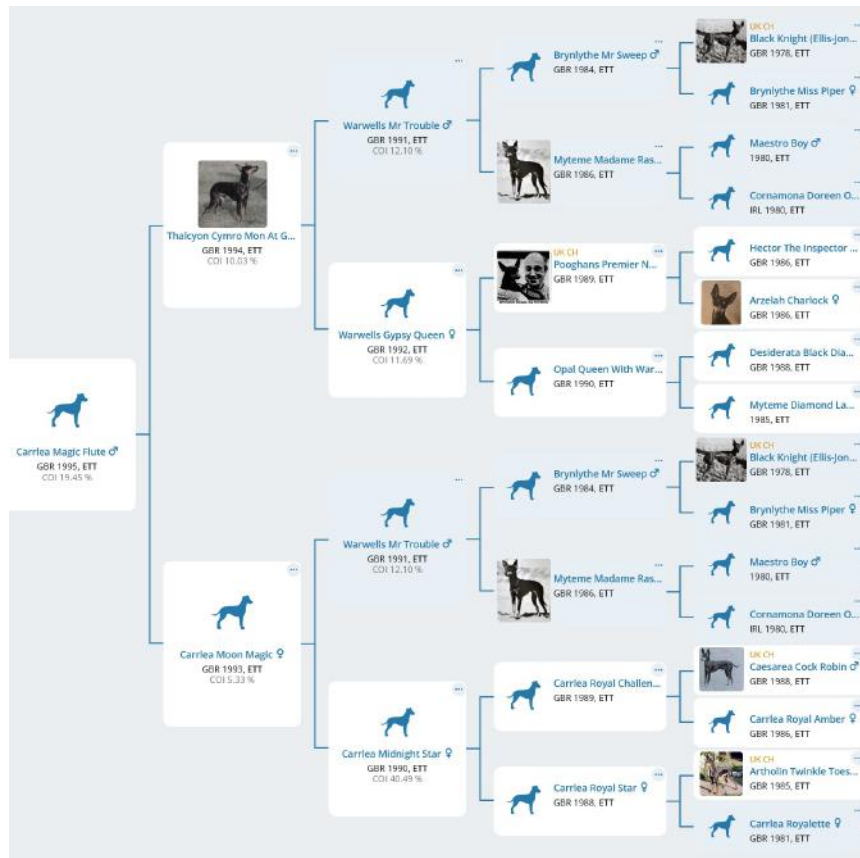 Carrlea Magic Flute ♂
GBR 1995, ETT
COI 19.45 %
Thalcyon Cymro Mon At G...
GBR 1994, ETT
COI 10.03 %
Carrlea Moon Magic ♀
GBR 1993, ETT
COI 5.33 %
Warwells Mr Trouble ♂
GBR 1991, ETT
COI 12.10 %
Warwells Gypsy Queen ♀
GBR 1992, ETT
COI 11.69 %
Warwells Mr Trouble ♂
GBR 1991, ETT
COI 12.10 %
Carrlea Midnight Star ♀
GBR 1990, ETT
COI 40.49 %
Brynlythe Mr Sweep ♂
GBR 1984, ETT
Myteme Madame Ras...
GBR 1986, ETT
UK CH
Pooghans Premier N...
GBR 1989, ETT
Opal Queen With War...
GBR 1990, ETT
Brynlythe Mr Sweep ♂
GBR 1984, ETT
Myteme Madame Ras...
GBR 1986, ETT
Carrlea Royal Challen...
GBR 1989, ETT
Carrlea Royal Star ♀
GBR 1988, ETT
UK CH
Black Knight (Ellis-Jon...
GBR 1978, ETT
Brynlythe Miss Piper ♀
GBR 1981, ETT
Maestro Boy ♂
1980, ETT
Cornamona Doreen O...
IRL 1980, ETT
Hector The Inspector ...
GBR 1986, ETT
Arzelah Charlock ♀
GBR 1986, ETT
Desiderata Black Dia...
GBR 1988, ETT
Myteme Diamond La...
1985, ETT
UK CH
Black Knight (Ellis-Jon...
GBR 1978, ETT
Brynlythe Miss Piper ♀
GBR 1981, ETT
Maestro Boy ♂
1980, ETT
Cornamona Doreen O...
IRL 1980, ETT
UK CH
Caesarea Cock Robin ♂
GBR 1988, ETT
Carrlea Royal Amber ♀
GBR 1986, ETT
UK CH
Artholin Twinkle Toes...
GBR 1985, ETT
Carrlea Royalette ♀
GBR 1981, ETT